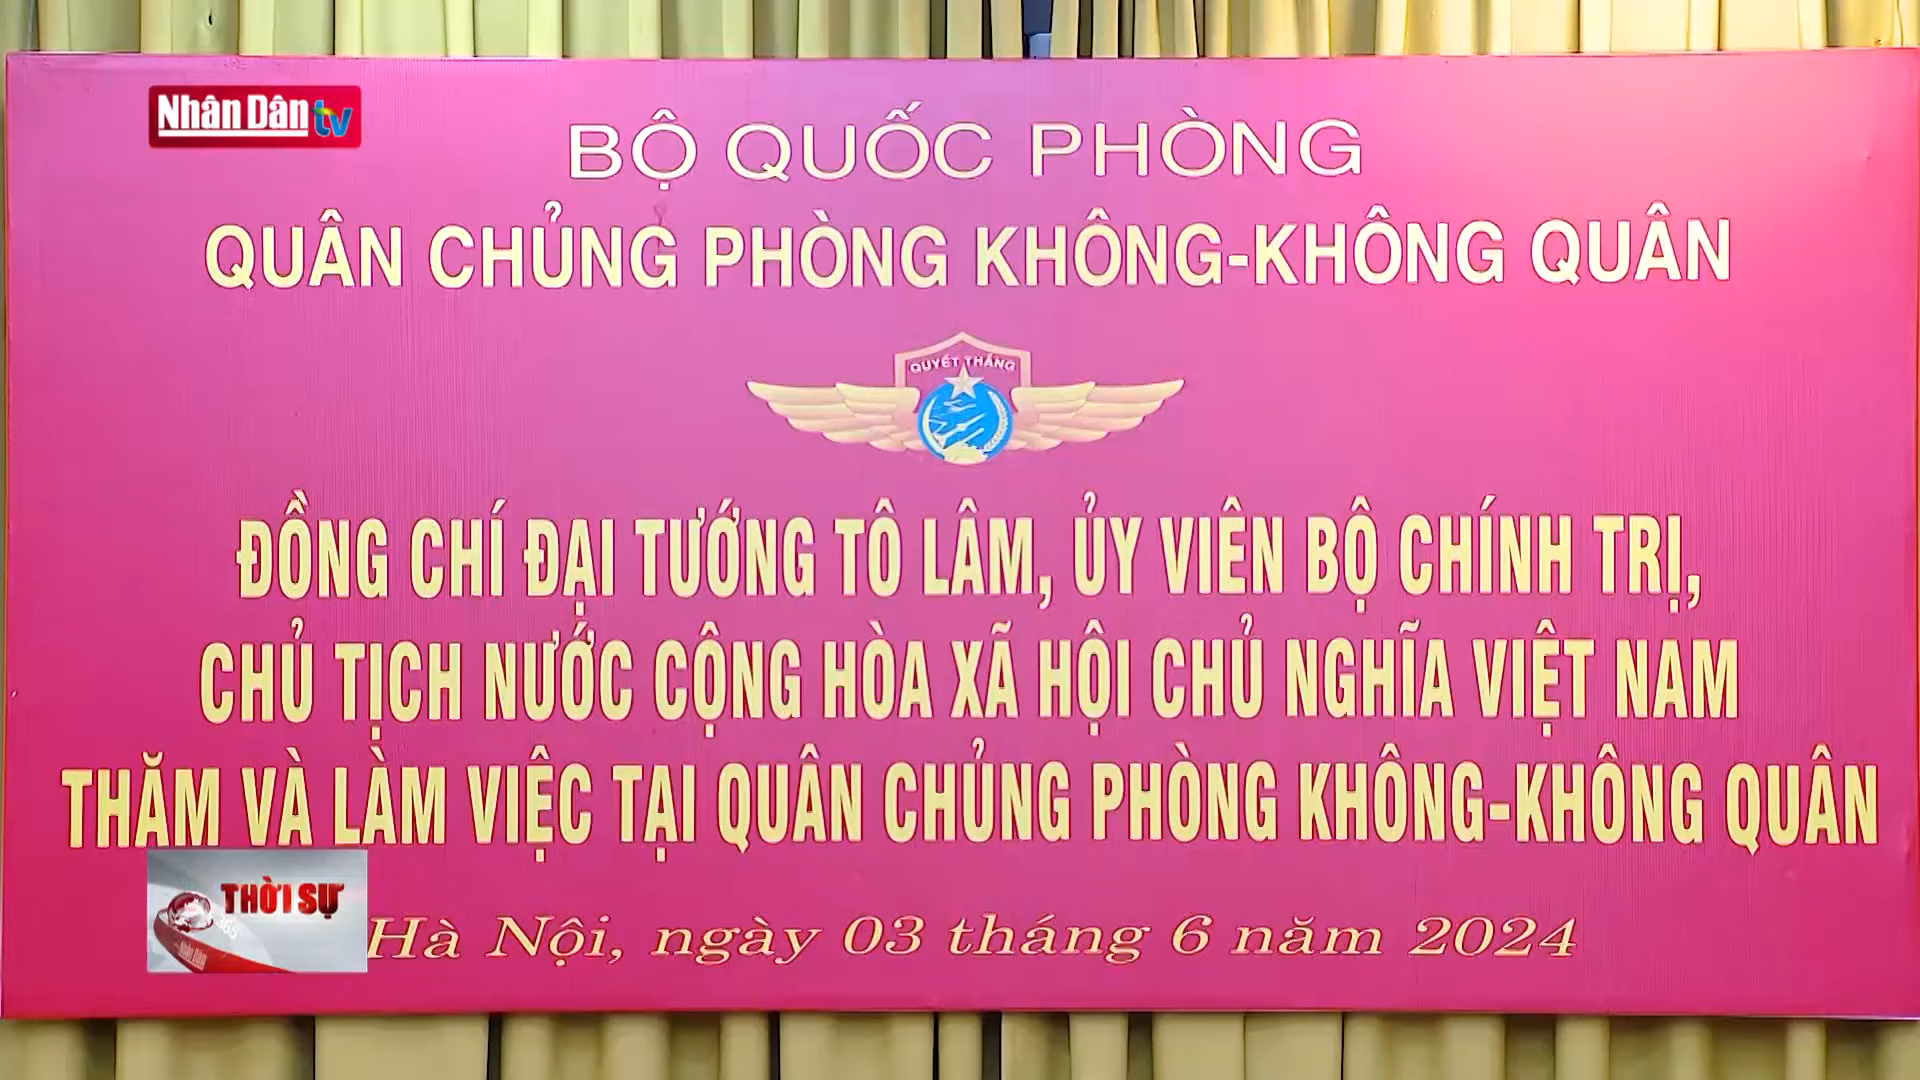 Nhân Dân tv
BỘ QUỐC PHÒNG
QUÂN CHỦNG PHÒNG KHÔNG-KHÔNG QUÂN
QUYẾT THẮNG
ĐỒNG CHÍ ĐẠI TƯỚNG TÔ LÂM, ỦY VIÊN BỘ CHÍNH TRỊ,
CHỦ TỊCH NƯỚC CỘNG HÒA XÃ HỘI CHỦ NGHĨA VIỆT NAM
THĂM VÀ LÀM VIỆC TẠI QUÂN CHỦNG PHÒNG KHÔNG-KHÔNG QUÂN
THỜI SỰ
365
NHÂN DÂN
Hà Nội, ngày 03 tháng 6 năm 2024